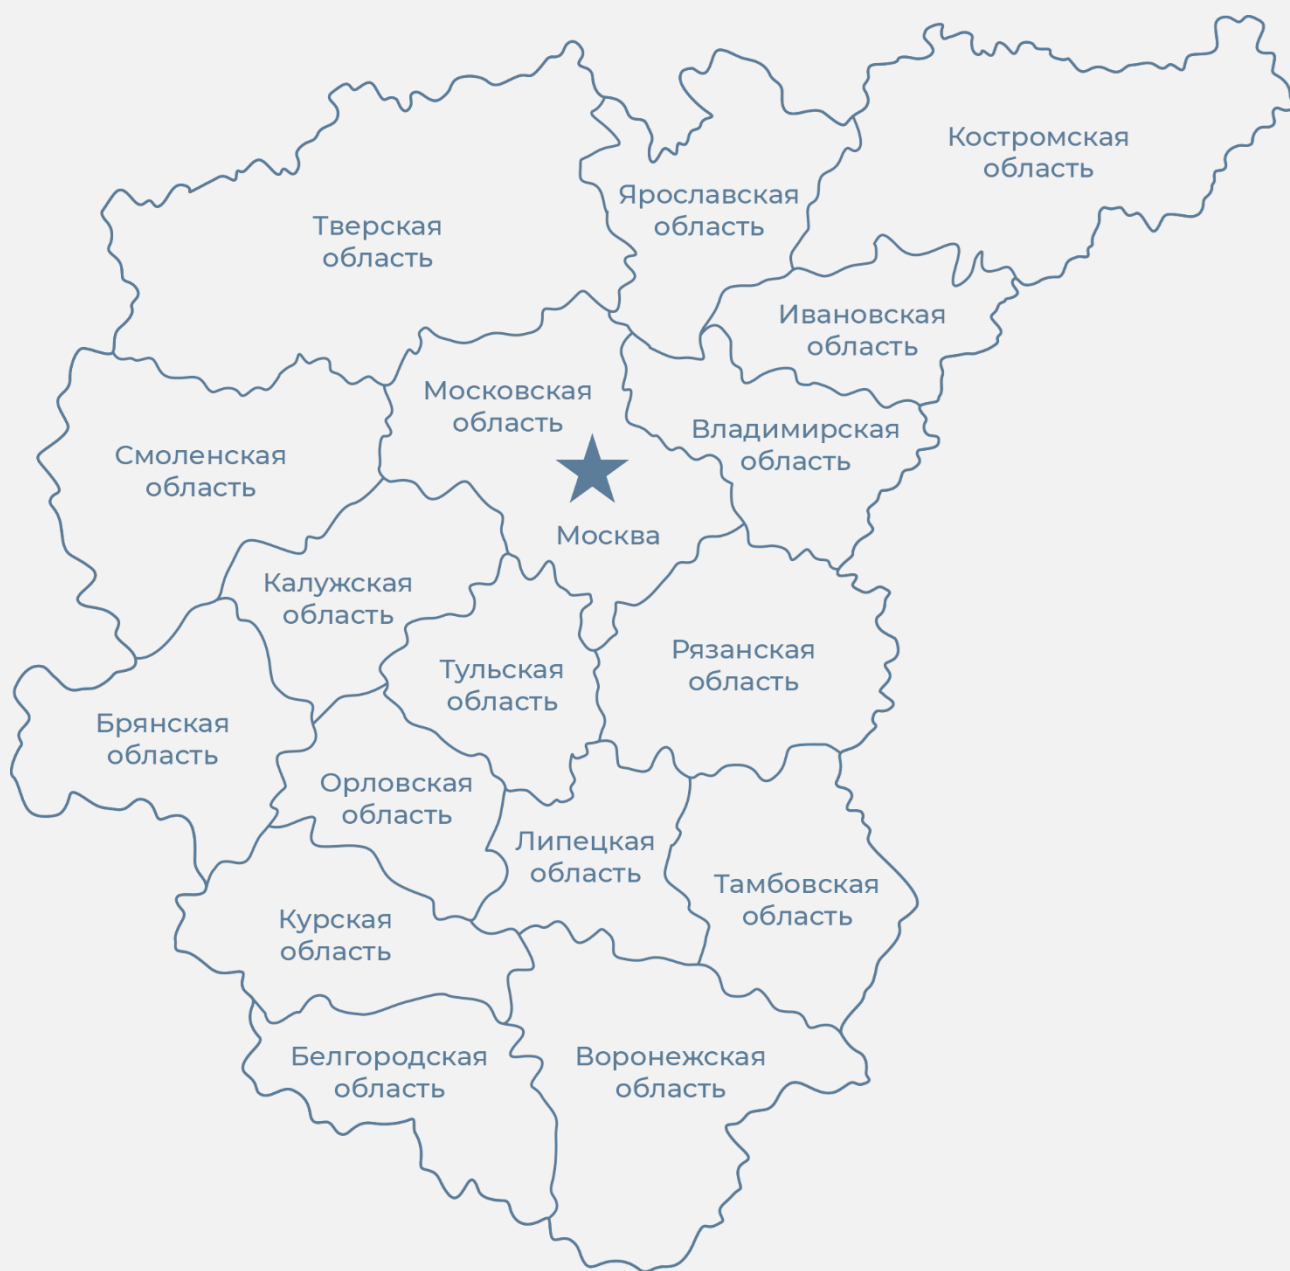 Костромская
область
Ярославская
область
Тверская
область
Ивановская
область
Московская
область
Владимирская
область
Смоленская
область
Москва
Калужская
область
Рязанская
область
Тульская
область
Брянская
область
Орловская
область
Липецкая
область
Тамбовская
область
Курская
область
Белгородская
область
Воронежская
область